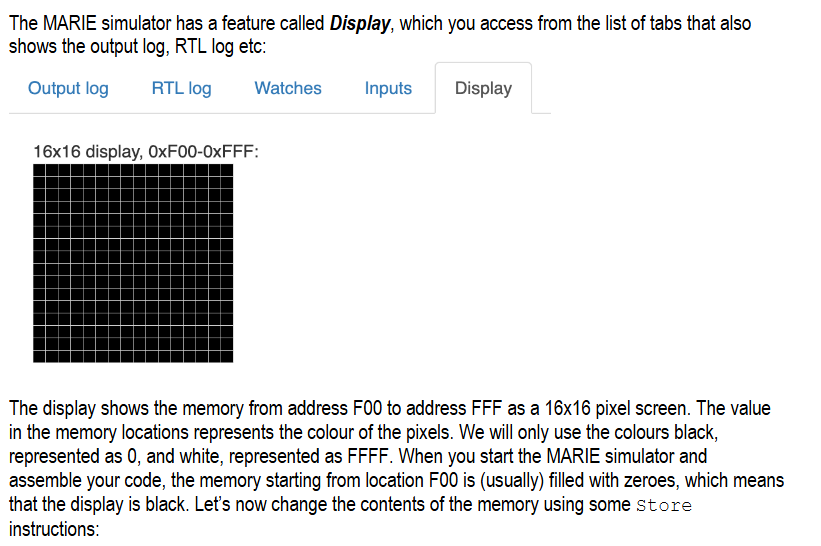 The MARIE simulator has a feature called Display, which you access from the list of tabs that also
shows the output log, RTL log etc:
Output log RTL log Watches Inputs Display
16x16 display, 0xF00-0xFFF:
The display shows the memory from address F00 to address FFF as a 16x16 pixel screen. The value
in the memory locations represents the colour of the pixels. We will only use the colours black,
represented as 0, and white, represented as FFFF. When you start the MARIE simulator and
assemble your code, the memory starting from location F00 is (usually) filled with zeroes, which means
that the display is black. Let's now change the contents of the memory using some Store
instructions: